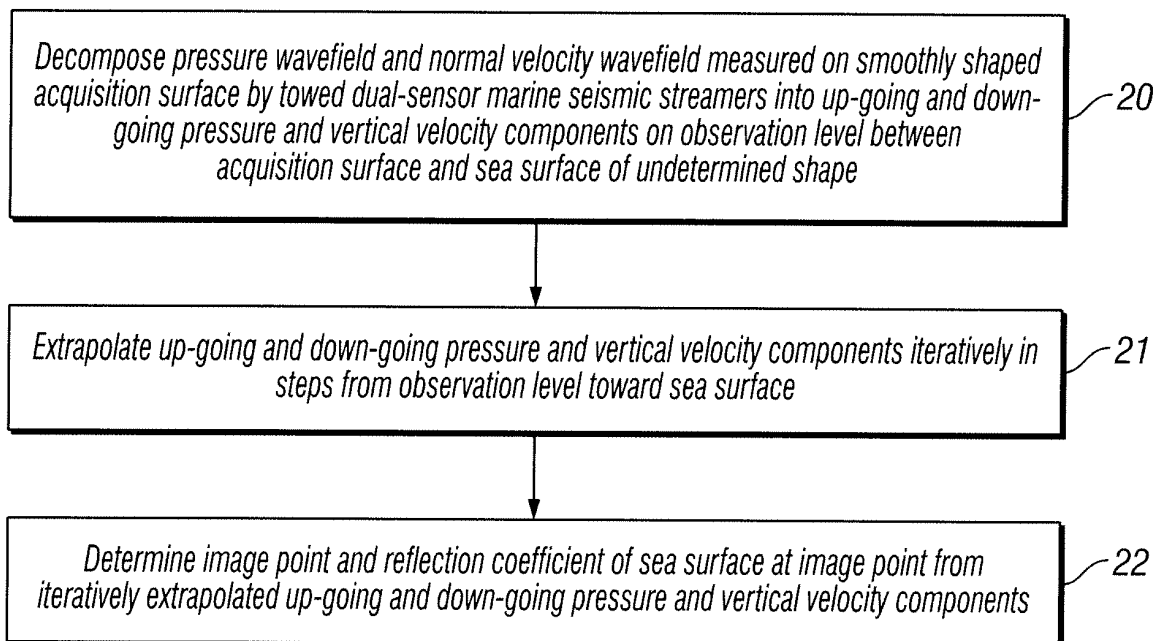 Decompose pressure wavefield and normal velocity wavefield measured on smoothly shaped
acquisition surface by towed dual-sensor marine seismic streamers into up-going and down-
going pressure and vertical velocity components on observation level between
acquisition surface and sea surface of undetermined shape
20
Extrapolate up-going and down-going pressure and vertical velocity components iteratively in
steps from observation level toward sea surface
21
Determine image point and reflection coefficient of sea surface at image point from
iteratively extrapolated up-going and down-going pressure and vertical velocity components
22